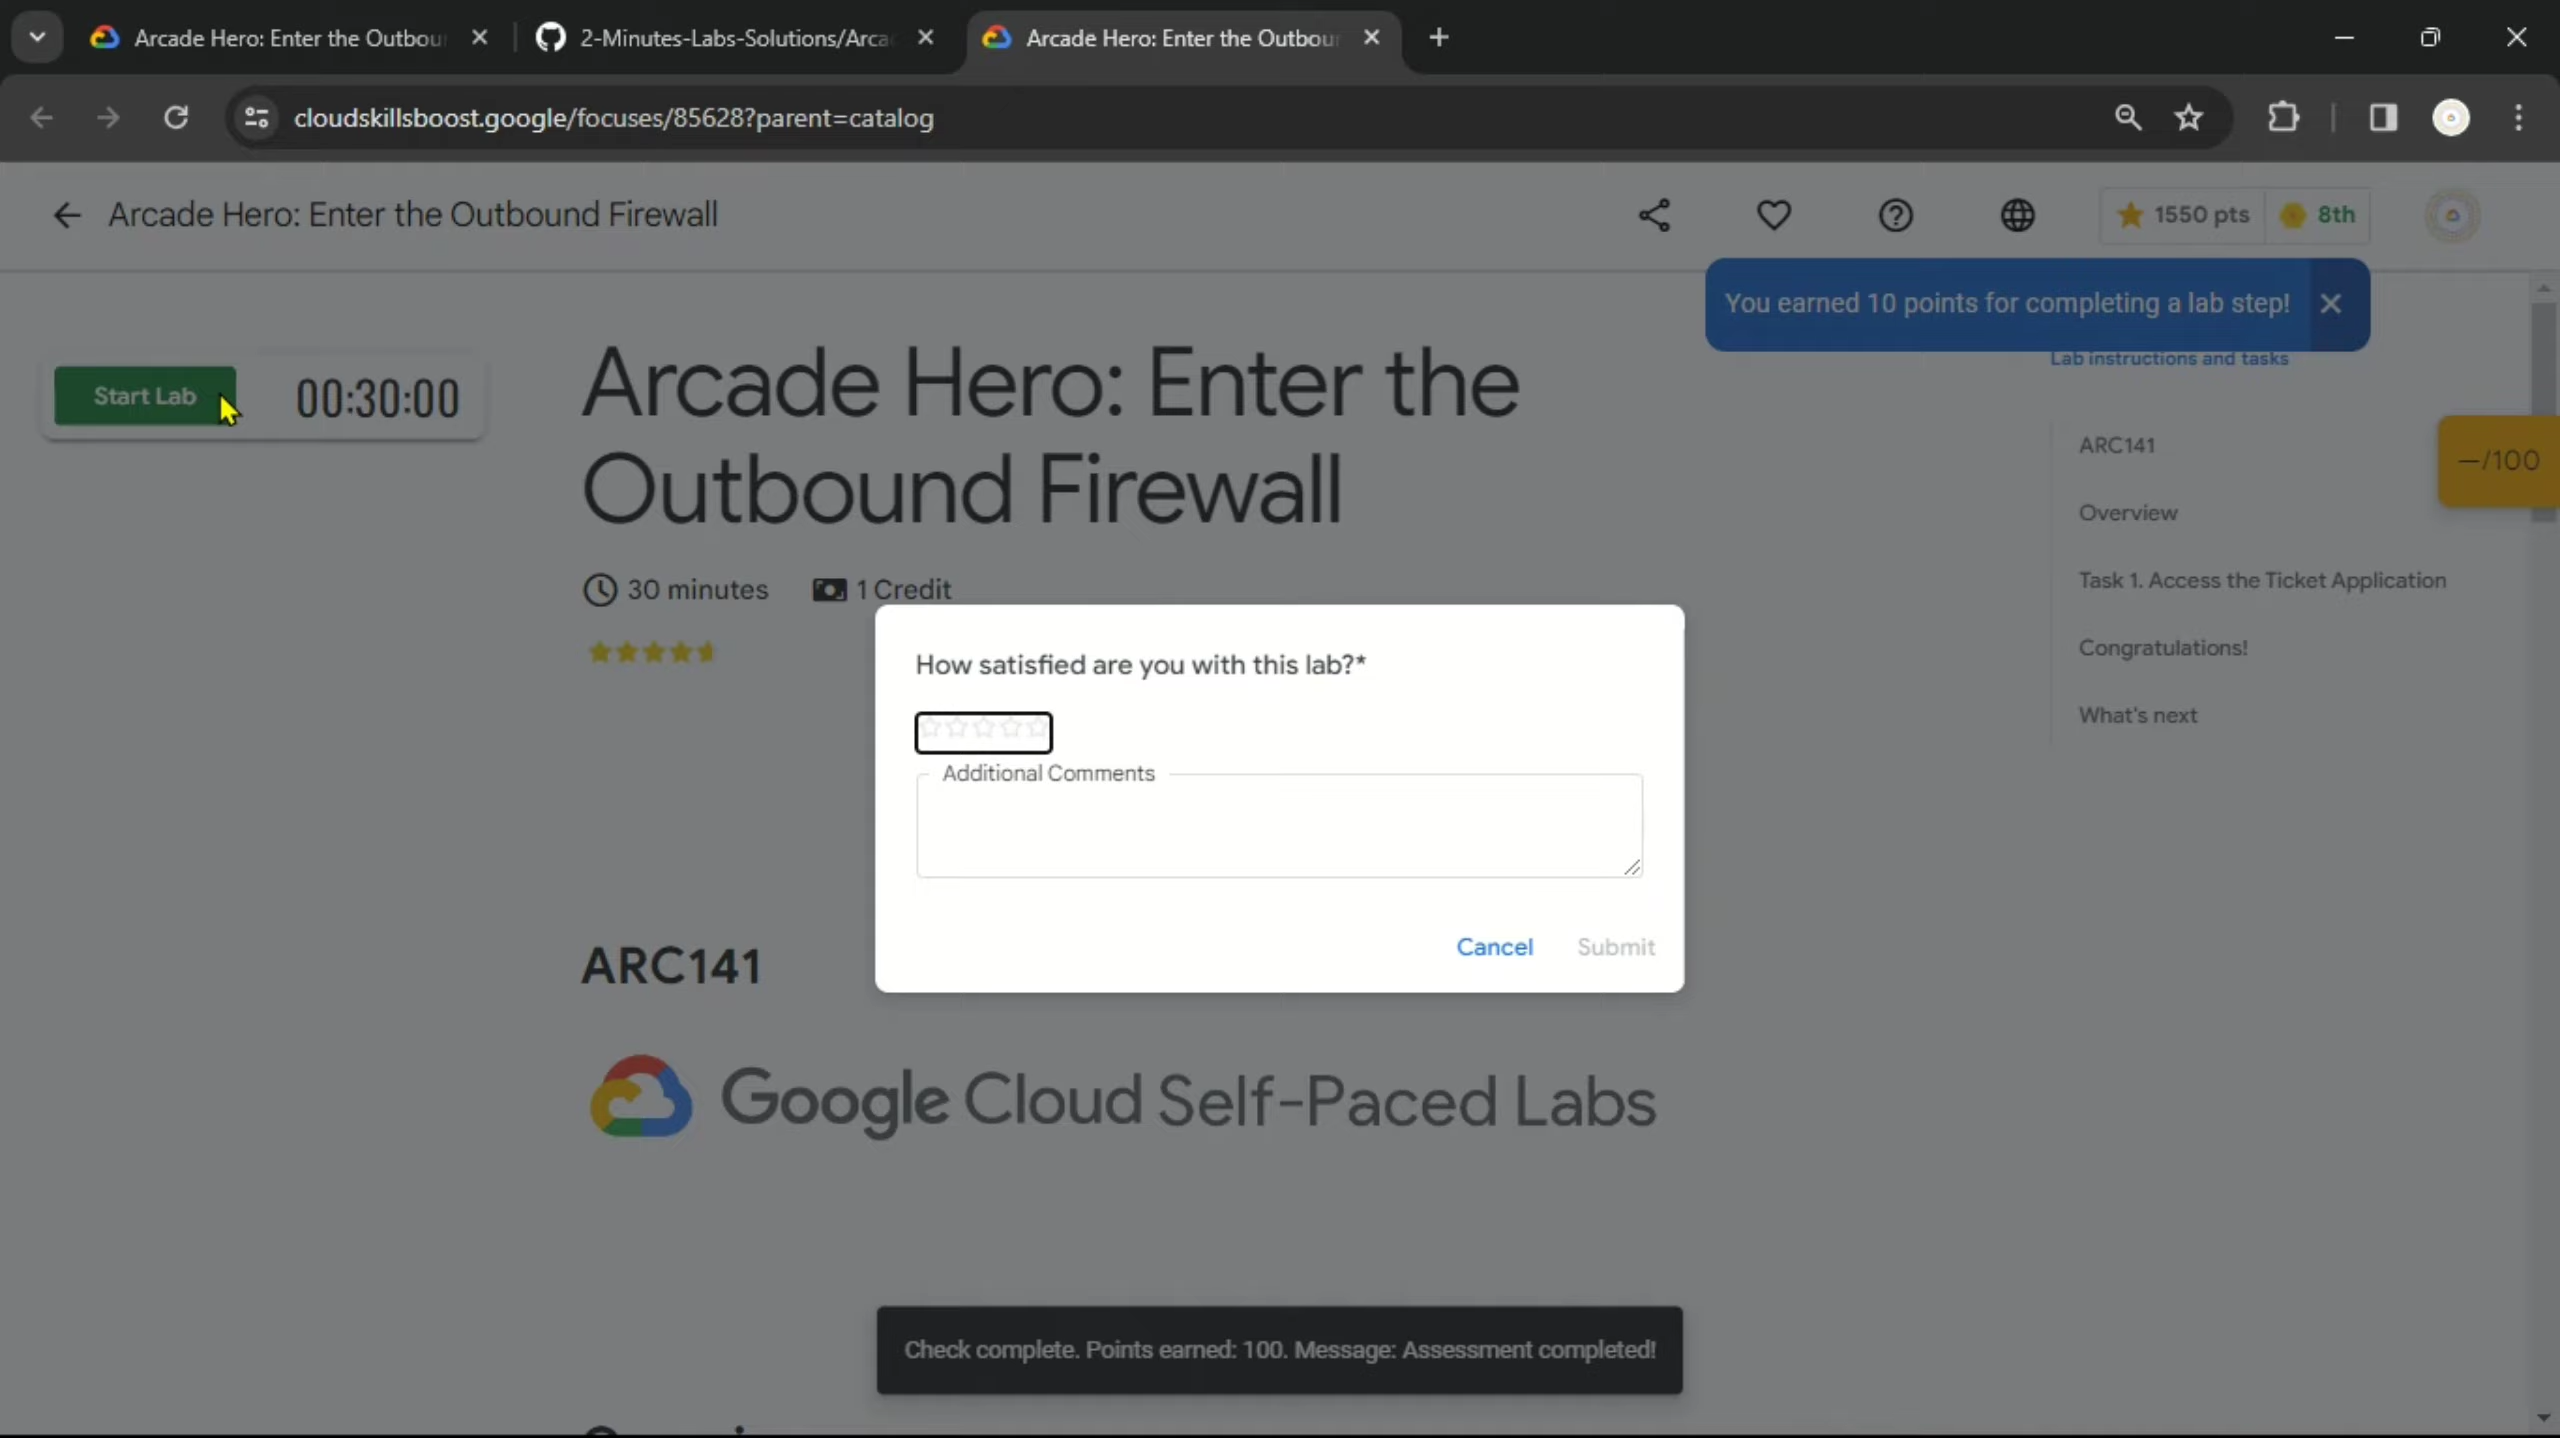 Arcade Hero: Enter the Outbou
2-Minutes-Labs-Solutions/Arca
Arcade Hero: Enter the Outbou
cloudskillsboost.google/focuses/85628?parent=catalog
Arcade Hero: Enter the Outbound Firewall
1550 pts
8th
You earned 10 points for completing a lab step!
Lab instructions and tasks
Start Lab
00:30:00
Arcade Hero: Enter the
Outbound Firewall
ARC141
—/100
Overview
30 minutes
1 Credit
Task 1. Access the Ticket Application
Congratulations!
What's next
How satisfied are you with this lab?*
Additional Comments
Cancel
Submit
ARC141
Google Cloud Self-Paced Labs
Check complete. Points earned: 100. Message: Assessment completed!